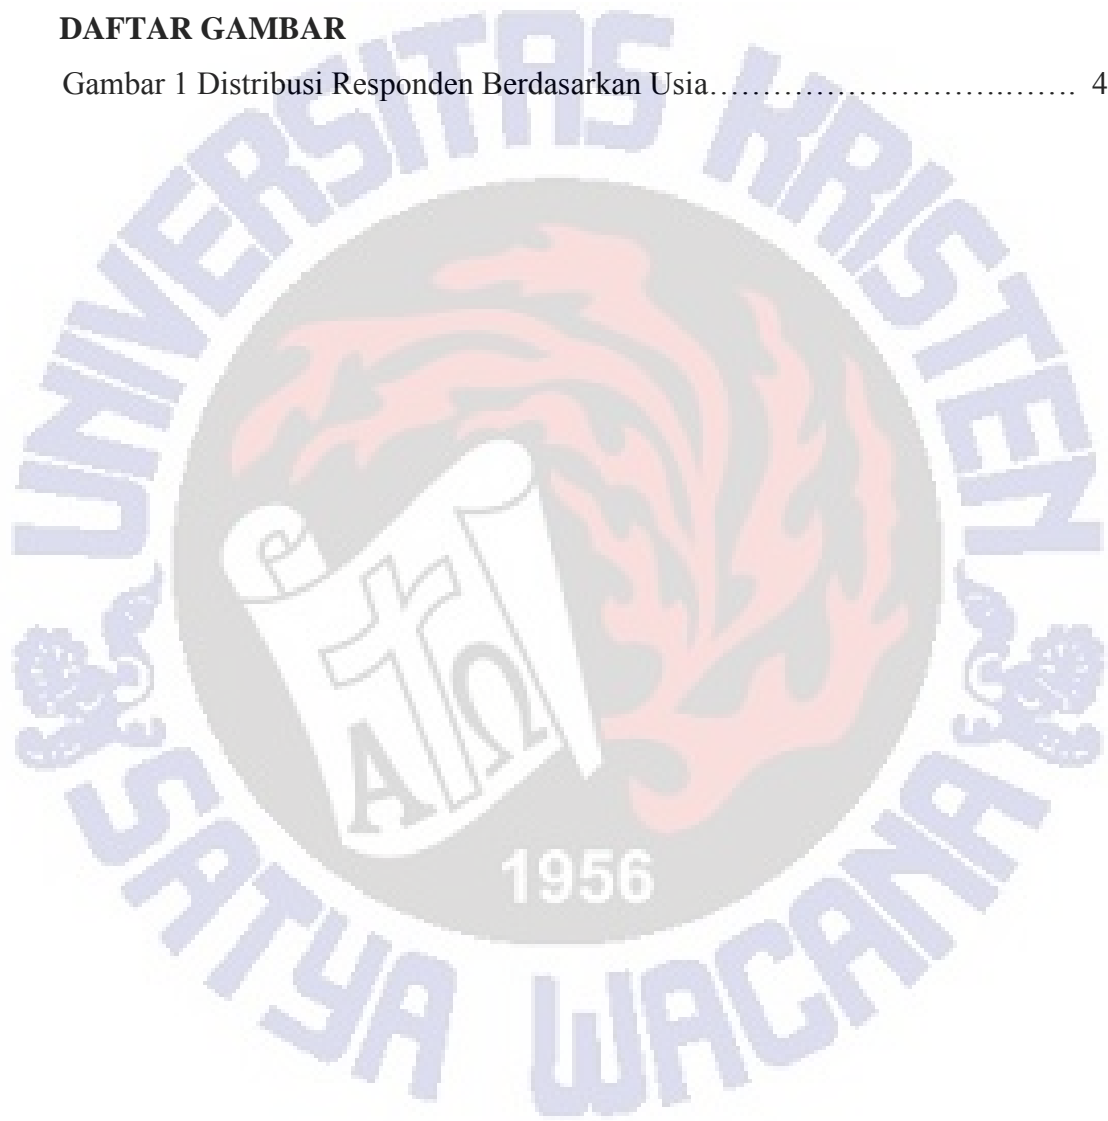 DAFTAR GAMBAR
Gambar 1 Distribusi Responden Berdasarkan Usia……………………….……. 4
UNIVERSITAS KRISTEN
Α Ω
1956
SATYA WACANA